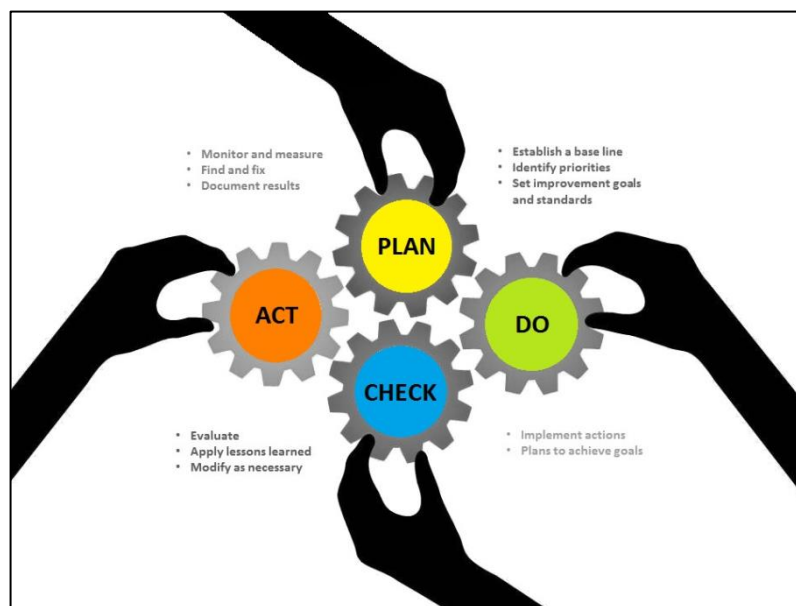 • Monitor and measure
• Find and fix
• Document results
• Establish a base line
• Identify priorities
• Set improvement goals
and standards
PLAN
ACT
DO
CHECK
• Evaluate
• Apply lessons learned
• Modify as necessary
• Implement actions
• Plans to achieve goals